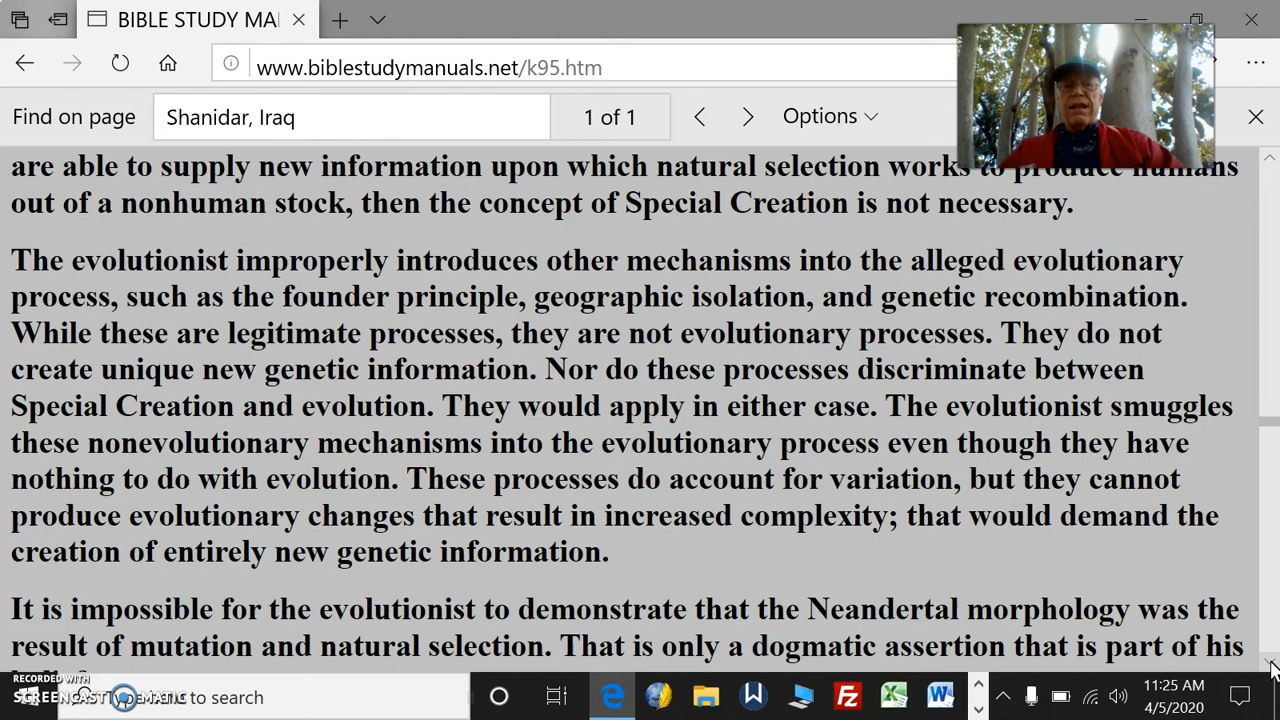 BIBLE STUDY MA
www.biblestudymanuals.net/k95.htm
Find on page
Shanidar, Iraq
1 of 1
Options
are able to supply new information upon which natural selection works to produce humans
out of a nonhuman stock, then the concept of Special Creation is not necessary.
The evolutionist improperly introduces other mechanisms into the alleged evolutionary
process, such as the founder principle, geographic isolation, and genetic recombination.
While these are legitimate processes, they are not evolutionary processes. They do not
create unique new genetic information. Nor do these processes discriminate between
Special Creation and evolution. They would apply in either case. The evolutionist smuggles
these nonevolutionary mechanisms into the evolutionary process even though they have
nothing to do with evolution. These processes do account for variation, but they cannot
produce evolutionary changes that result in increased complexity; that would demand the
creation of entirely new genetic information.
It is impossible for the evolutionist to demonstrate that the Neandertal morphology was the
result of mutation and natural selection. That is only a dogmatic assertion that is part of his
RECORDED WITH
SCREENCAST MATIC
Type here to search
11:25 AM
4/5/2020